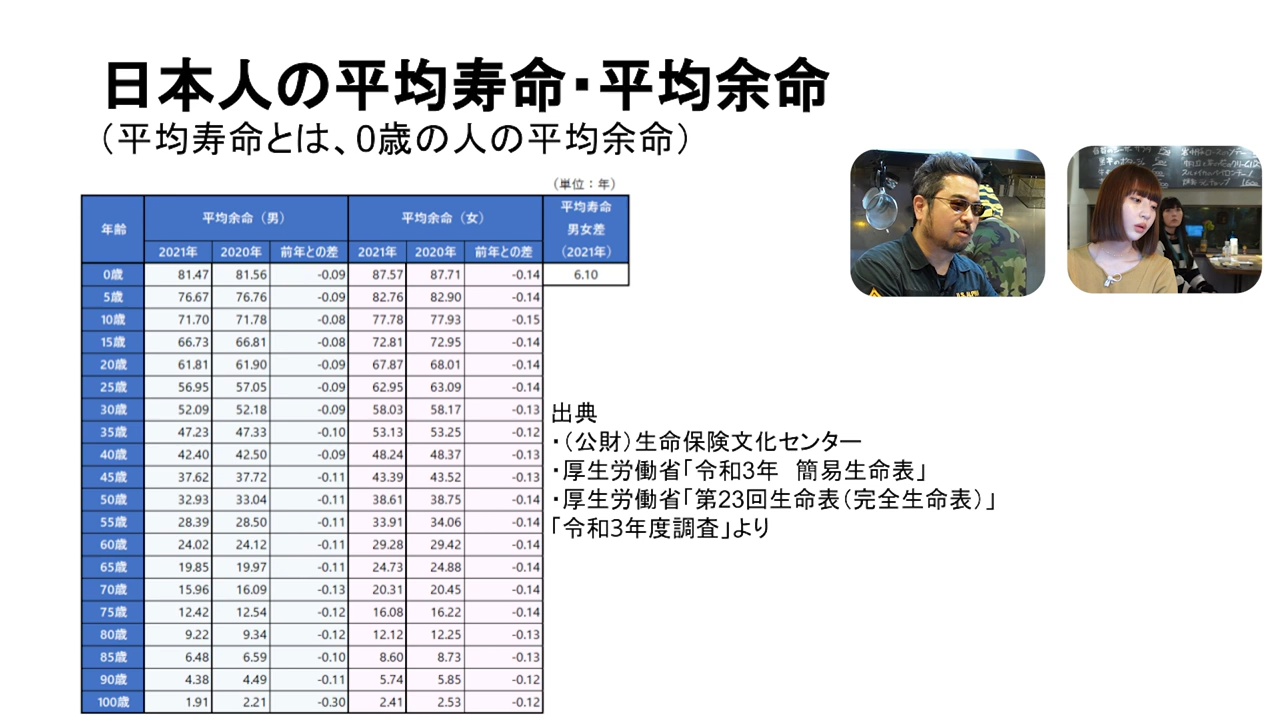 日本人の平均寿命・平均余命
（平均寿命とは、0歳の人の平均余命）
（単位：年）
年齢 平均余命（男） 平均余命（女） 平均寿命 男女差 （2021年）
2021年 2020年 前年との差 2021年 2020年 前年との差
0歳 81.47 81.56 -0.09 87.57 87.71 -0.14 6.10
5歳 76.67 76.76 -0.09 82.76 82.90 -0.14
10歳 71.70 71.78 -0.08 77.78 77.93 -0.15
15歳 66.73 66.81 -0.08 72.81 72.95 -0.14
20歳 61.81 61.90 -0.09 67.87 68.01 -0.14
25歳 56.95 57.05 -0.09 62.95 63.09 -0.14
30歳 52.09 52.18 -0.09 58.03 58.17 -0.13
35歳 47.23 47.33 -0.10 53.13 53.25 -0.12
40歳 42.40 42.50 -0.09 48.24 48.37 -0.13
45歳 37.62 37.72 -0.11 43.39 43.52 -0.13
50歳 32.93 33.04 -0.11 38.61 38.75 -0.14
55歳 28.39 28.50 -0.11 33.91 34.06 -0.14
60歳 24.02 24.12 -0.11 29.28 29.42 -0.14
65歳 19.85 19.97 -0.11 24.73 24.88 -0.14
70歳 15.96 16.09 -0.13 20.31 20.45 -0.14
75歳 12.42 12.54 -0.12 16.08 16.22 -0.14
80歳 9.22 9.34 -0.12 12.12 12.25 -0.13
85歳 6.48 6.59 -0.10 8.60 8.73 -0.13
90歳 4.38 4.49 -0.11 5.74 5.85 -0.12
100歳 1.91 2.21 -0.30 2.41 2.53 -0.12
出典
・（公財）生命保険文化センター
・厚生労働省「令和3年　簡易生命表」
・厚生労働省「第23回生命表（完全生命表）」
「令和3年度調査」より